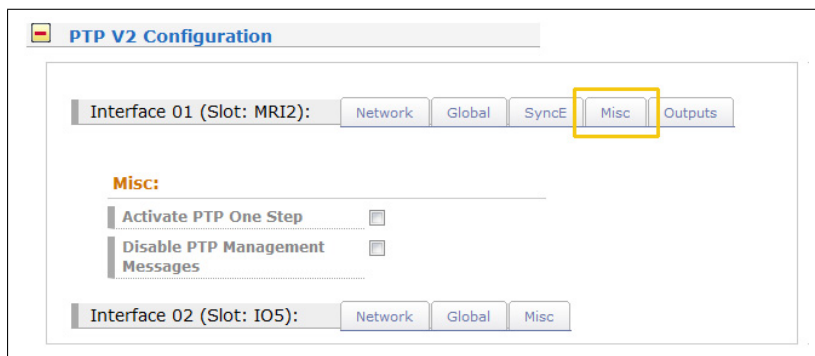 PTP V2 Configuration
Interface 01 (Slot: MRI2): Network Global SyncE Misc Outputs
Misc:
Activate PTP One Step
Disable PTP Management
Messages
Interface 02 (Slot: IO5): Network Global Misc